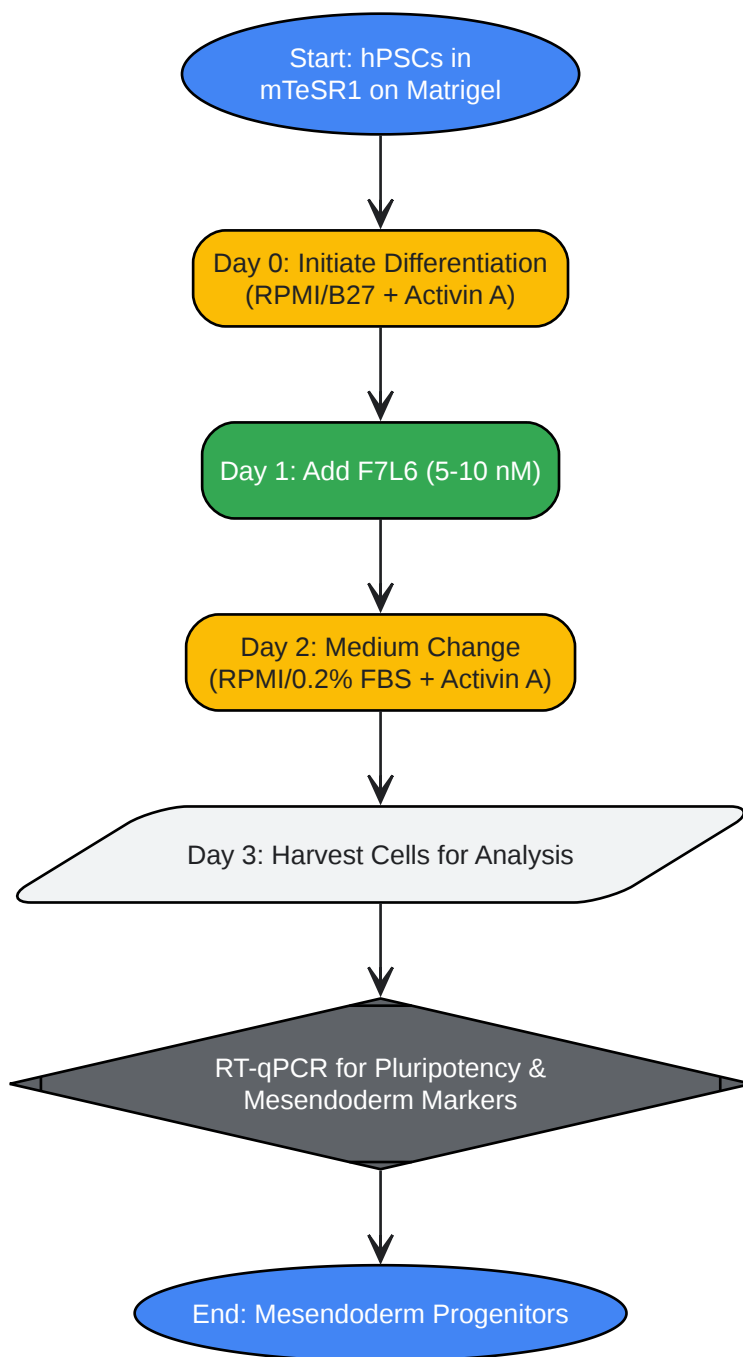 Start: hPSCs in
mTeSR1 on Matrigel
Day 0: Initiate Differentiation
(RPMI/B27 + Activin A)
Day 1: Add F7L6 (5-10 nM)
Day 2: Medium Change
(RPMI/0.2% FBS + Activin A)
Day 3: Harvest Cells for Analysis
RT-qPCR for Pluripotency &
Mesendoderm Markers
End: Mesendoderm Progenitors